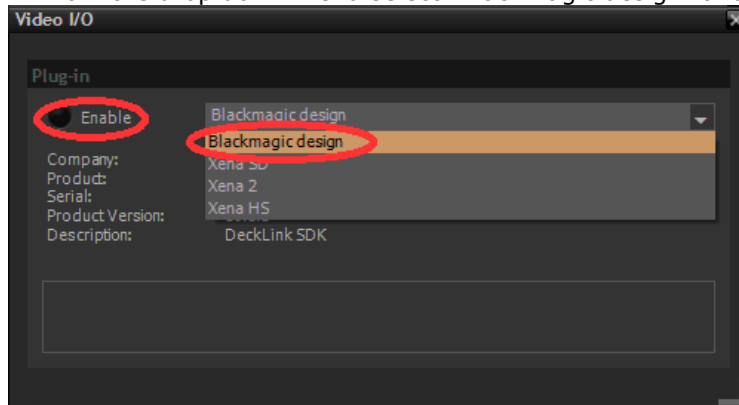 Video I/O
Plug-in
Enable
Blackmagic design
Blackmagic design
Xena SD
Xena 2
Xena HS
Company:
Product:
Serial:
Product Version:
Description:
DeckLink SDK